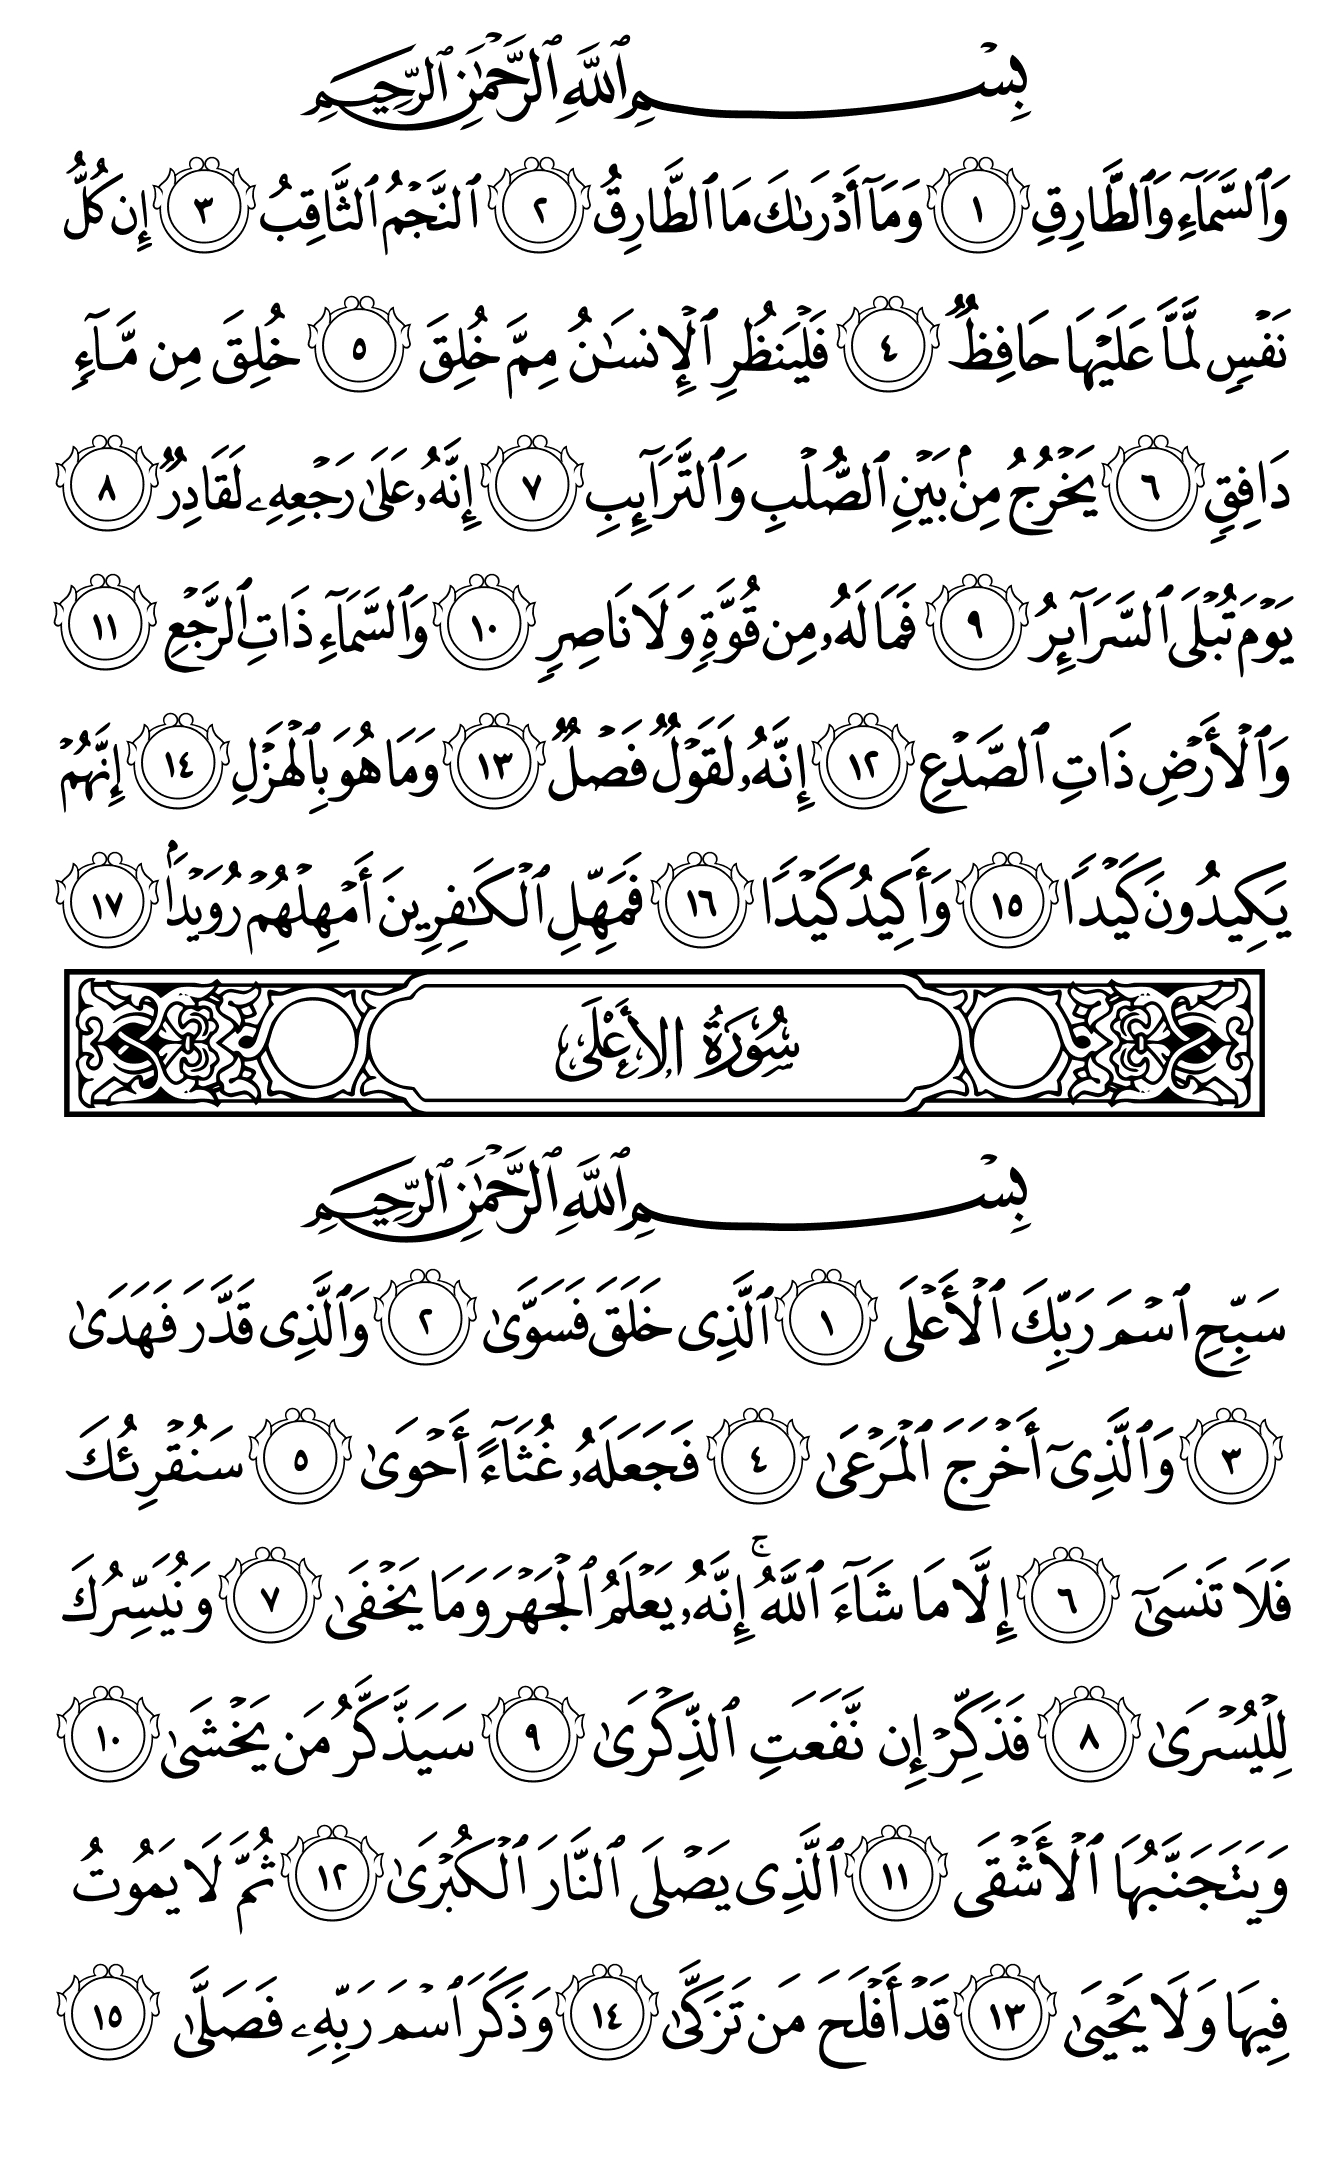 بِسْمِ ٱللَّهِ ٱلرَّحْمَٰنِ ٱلرَّحِيمِ
وَٱلسَّمَآءِ وَٱلطَّارِقِ ١ وَمَآ أَدْرَىٰكَ مَا ٱلطَّارِقُ ٢ ٱلنَّجْمُ ٱلثَّاقِبُ ٣ إِن كُلُّ
نَفْسٍ لَّمَّا عَلَيْهَا حَافِظٌ ٤ فَلْيَنظُرِ ٱلْإِنسَٰنُ مِمَّ خُلِقَ ٥ خُلِقَ مِن مَّآءٍ
دَافِقٍ ٦ يَخْرُجُ مِنۢ بَيْنِ ٱلصُّلْبِ وَٱلتَّرَآئِبِ ٧ إِنَّهُۥ عَلَىٰ رَجْعِهِۦ لَقَادِرٌ ٨
يَوْمَ تُبْلَى ٱلسَّرَآئِرُ ٩ فَمَا لَهُۥ مِن قُوَّةٍ وَلَا نَاصِرٍ ١٠ وَٱلسَّمَآءِ ذَاتِ ٱلرَّجْعِ ١١
وَٱلْأَرْضِ ذَاتِ ٱلصَّدْعِ ١٢ إِنَّهُۥ لَقَوْلٌ فَصْلٌ ١٣ وَمَا هُوَ بِٱلْهَزْلِ ١٤ إِنَّهُمْ
يَكِيدُونَ كَيْدًا ١٥ وَأَكِيدُ كَيْدًا ١٦ فَمَهِّلِ ٱلْكَٰفِرِينَ أَمْهِلْهُمْ رُوَيْدًۢا ١٧
سُورَةُ الأَعْلَى
بِسْمِ ٱللَّهِ ٱلرَّحْمَٰنِ ٱلرَّحِيمِ
سَبِّحِ ٱسْمَ رَبِّكَ ٱلْأَعْلَى ١ ٱلَّذِى خَلَقَ فَسَوَّىٰ ٢ وَٱلَّذِى قَدَّرَ فَهَدَىٰ
٣ وَٱلَّذِىٓ أَخْرَجَ ٱلْمَرْعَىٰ ٤ فَجَعَلَهُۥ غُثَآءً أَحْوَىٰ ٥ سَنُقْرِئُكَ
فَلَا تَنسَىٰٓ ٦ إِلَّا مَا شَآءَ ٱللَّهُ ۚ إِنَّهُۥ يَعْلَمُ ٱلْجَهْرَ وَمَا يَخْفَىٰ ٧ وَنُيَسِّرُكَ
لِلْيُسْرَىٰ ٨ فَذَكِّرْ إِن نَّفَعَتِ ٱلذِّكْرَىٰ ٩ سَيَذَّكَّرُ مَن يَخْشَىٰ ١٠
وَيَتَجَنَّبُهَا ٱلْأَشْقَى ١١ ٱلَّذِى يَصْلَى ٱلنَّارَ ٱلْكُبْرَىٰ ١٢ ثُمَّ لَا يَمُوتُ
فِيهَا وَلَا يَحْيَىٰ ١٣ قَدْ أَفْلَحَ مَن تَزَكَّىٰ ١٤ وَذَكَرَ ٱسْمَ رَبِّهِۦ فَصَلَّىٰ ١٥